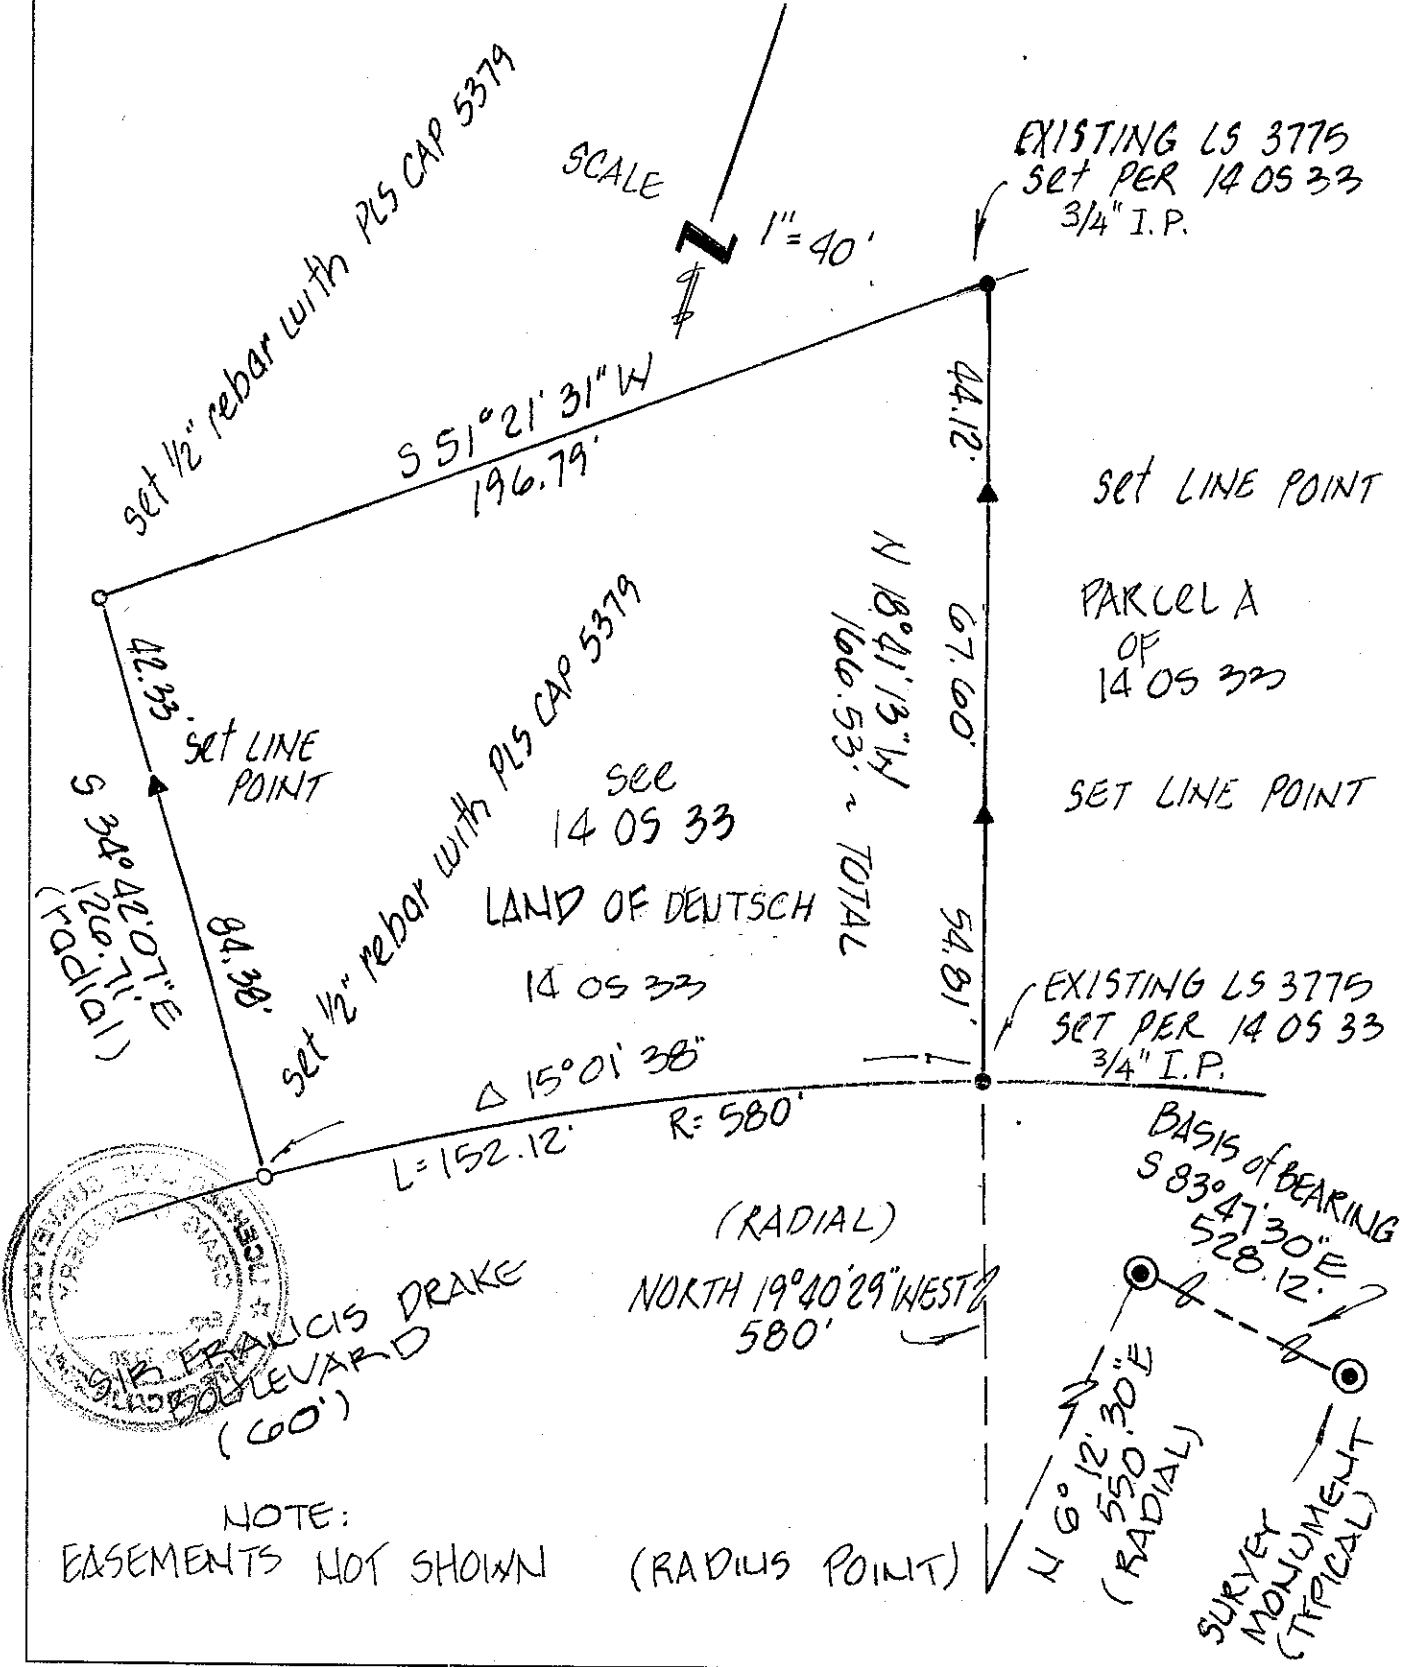 set 1/2" rebar with PLS CAP 5379
SCALE
1"= 40'
EXISTING LS 3775
set PER 14 OS 33
3/4" I.P.
S 51° 21' 31" W
196.79'
44.12'
set LINE POINT
N 18° 41' 13" W
166.53' ~ TOTAL
67.60'
PARCEL A
OF
14 OS 33
42.33'
set LINE
POINT
set 1/2" rebar with PLS CAP 5379
see
14 OS 33
SET LINE POINT
S 34° 42' 07" E
126.71'
(radial)
84.38'
LAND OF DEUTSCH
14 OS 33
54.81'
EXISTING LS 3775
SET PER 14 OS 33
3/4" I.P.
Δ 15° 01' 38"
L= 152.12'
R= 580'
BASIS of BEARING
S 83° 47' 30" E
528.12'
(RADIAL)
NORTH 19° 40' 29" WEST
580'
SIR FRANCIS DRAKE
BOULEVARD
(60')
N 6° 12' 30" E
550'
(RADIAL)
SURVEY
MONUMENT
(TYPICAL)
NOTE:
EASEMENTS NOT SHOWN
(RADIUS POINT)